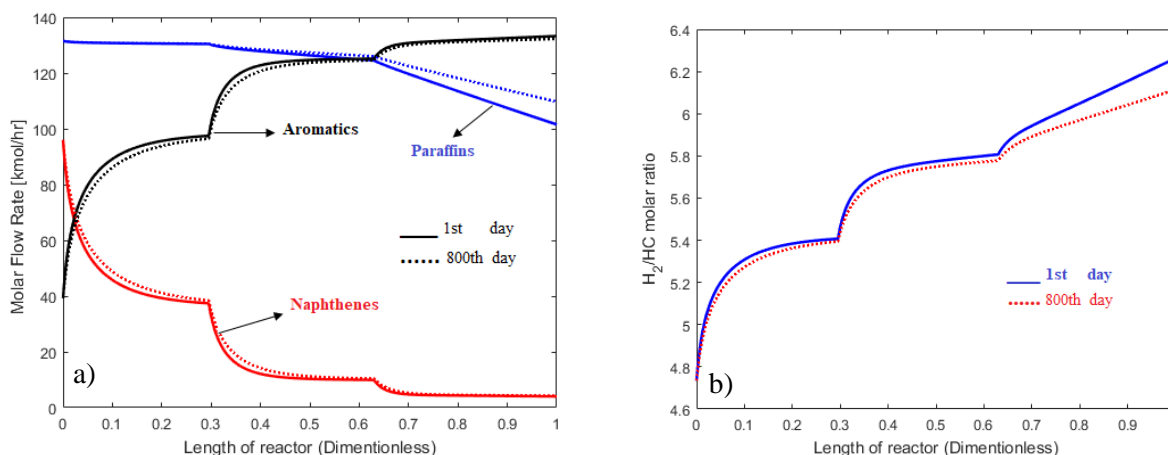 140
120
100
80
60
40
20
0
Molar Flow Rate [kmol/hr]
Aromatics
Paraffins
1st day
800th day
Naphthenes
a)
0 0.1 0.2 0.3 0.4 0.5 0.6 0.7 0.8 0.9 1
Length of reactor (Dimentionless)
6.4
6.2
6
5.8
5.6
5.4
5.2
5
4.8
4.6
H2/HC molar ratio
1st day
800th day
b)
0 0.1 0.2 0.3 0.4 0.5 0.6 0.7 0.8 0.9 1
Length of reactor (Dimentionless)